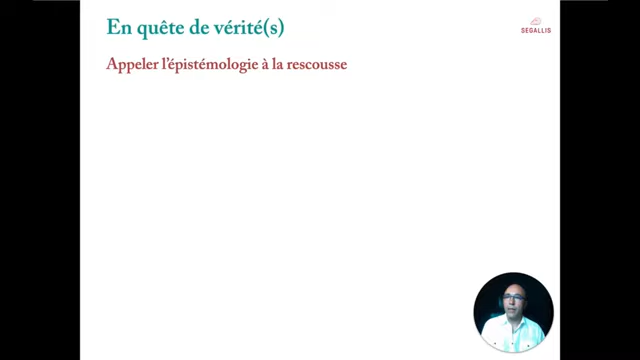 En quête de vérité(s)
SEGALLIS
Appeler l'épistémologie à la rescousse